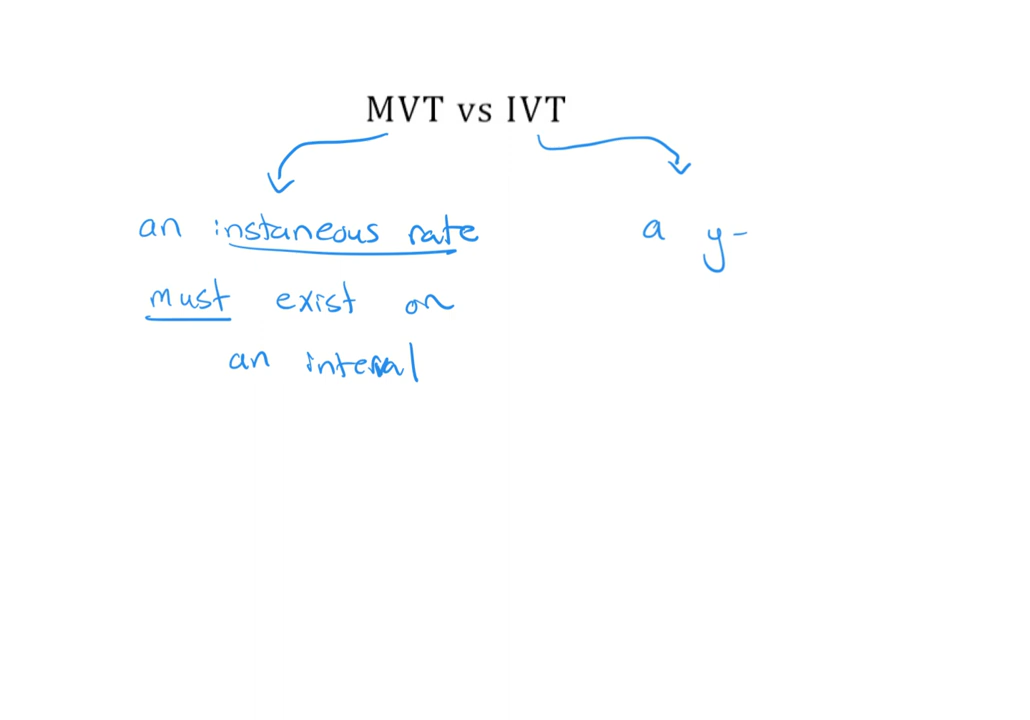 MVT vs IVT
an instaneous rate
must exist on
an interval
a y-